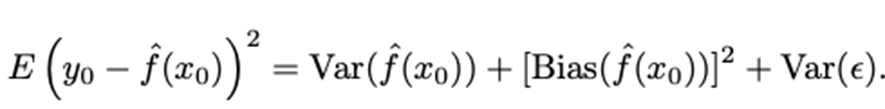 E (y₀ − f̂(x₀))² = Var(f̂(x₀)) + [Bias(f̂(x₀))]² + Var(ϵ).